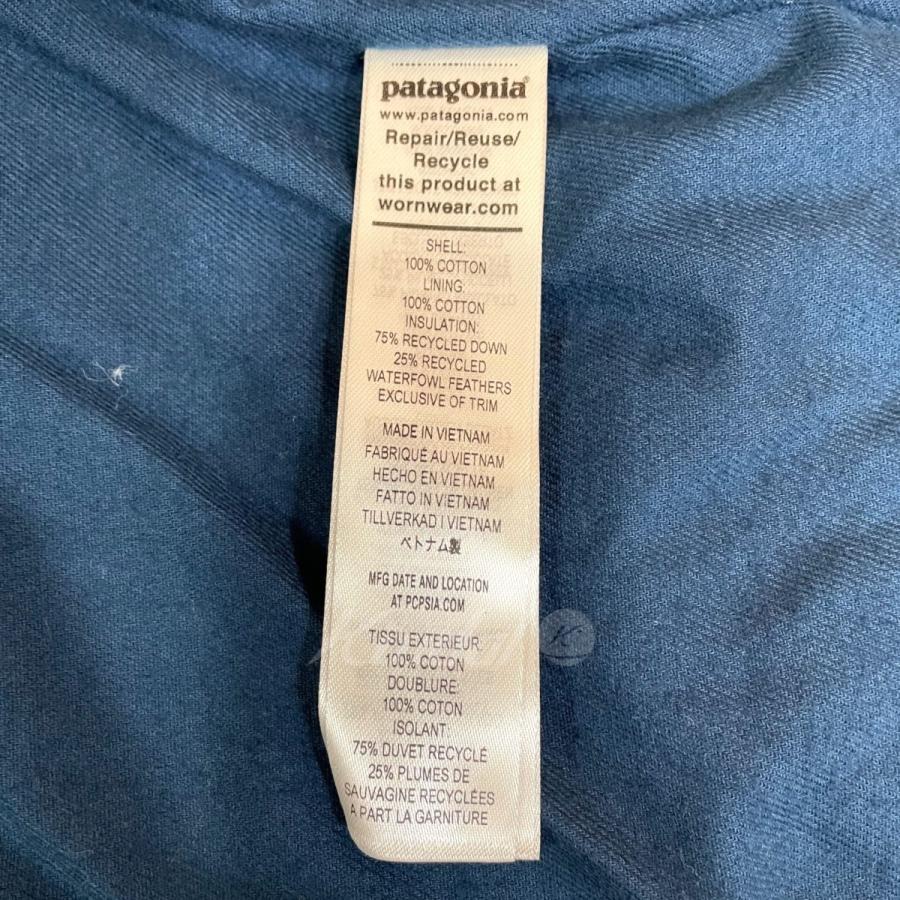 patagonia®
www.patagonia.com
Repair/Reuse/
Recycle
this product at
wornwear.com
SHELL:
100% COTTON
LINING:
100% COTTON
INSULATION:
75% RECYCLED DOWN
25% RECYCLED
WATERFOWL FEATHERS
EXCLUSIVE OF TRIM
MADE IN VIETNAM
FABRIQUÉ AU VIETNAM
HECHO EN VIETNAM
FATTO IN VIETNAM
TILLVERKAD I VIETNAM
ベトナム製
MFG DATE AND LOCATION
AT PCPSIA.COM
TISSU EXTERIEUR:
100% COTON
DOUBLURE:
100% COTON
ISOLANT:
75% DUVET RECYCLÉ
25% PLUMES DE
SAUVAGINE RECYCLÉES
A PART LA GARNITURE
K